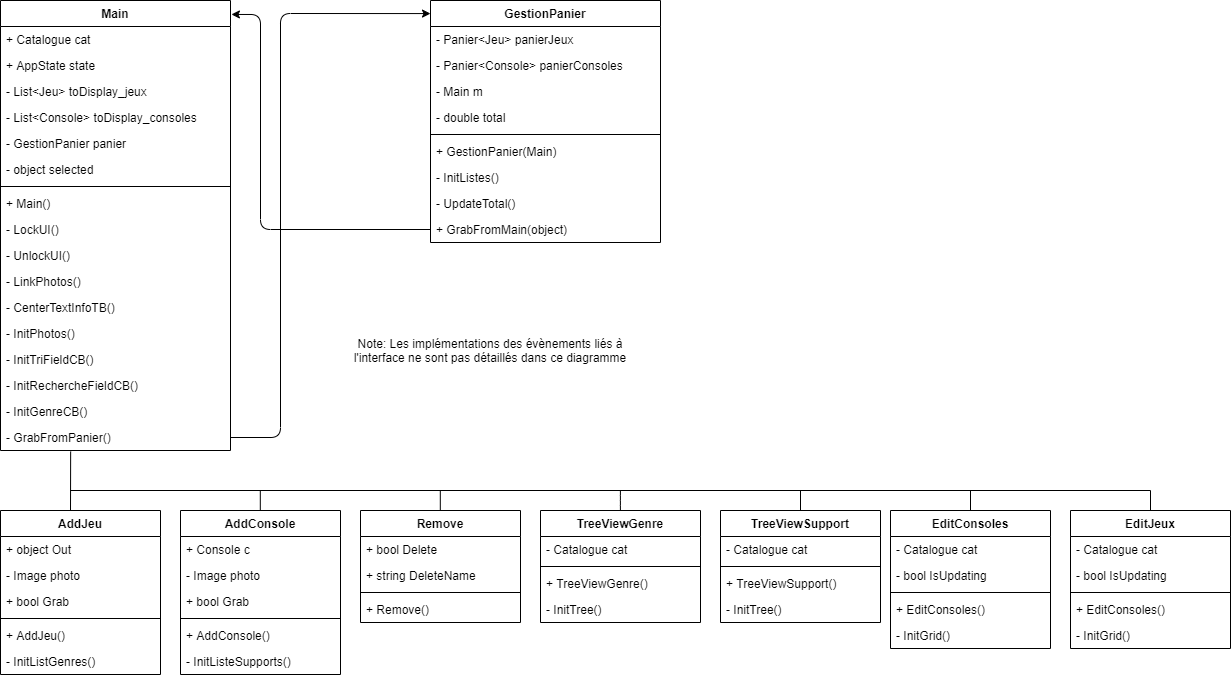 Main
+ Catalogue cat
+ AppState state
- List<Jeu> toDisplay_jeux
- List<Console> toDisplay_consoles
- GestionPanier panier
- object selected
+ Main()
- LockUI()
- UnlockUI()
- LinkPhotos()
- CenterTextInfoTB()
- InitPhotos()
- InitTriFieldCB()
- InitRechercheFieldCB()
- InitGenreCB()
- GrabFromPanier()
GestionPanier
- Panier<Jeu> panierJeux
- Panier<Console> panierConsoles
- Main m
- double total
+ GestionPanier(Main)
- InitListes()
- UpdateTotal()
+ GrabFromMain(object)
Note: Les implémentations des évènements liés à
l'interface ne sont pas détaillés dans ce diagramme
AddJeu
+ object Out
- Image photo
+ bool Grab
+ AddJeu()
- InitListGenres()
AddConsole
+ Console c
- Image photo
+ bool Grab
+ AddConsole()
- InitListeSupports()
Remove
+ bool Delete
+ string DeleteName
+ Remove()
TreeViewGenre
- Catalogue cat
+ TreeViewGenre()
- InitTree()
TreeViewSupport
- Catalogue cat
+ TreeViewSupport()
- InitTree()
EditConsoles
- Catalogue cat
- bool IsUpdating
+ EditConsoles()
- InitGrid()
EditJeux
- Catalogue cat
- bool IsUpdating
+ EditConsoles()
- InitGrid()